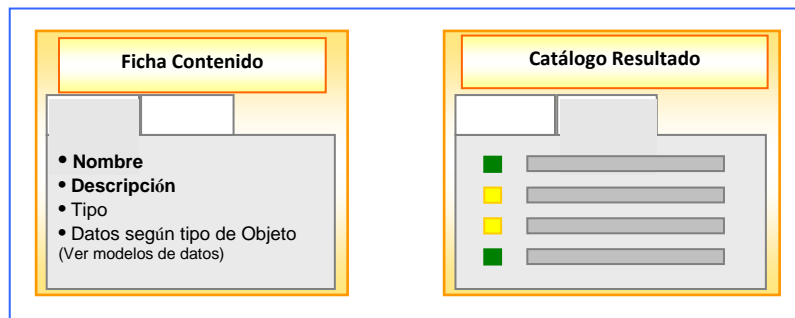 Ficha Contenido
• Nombre
• Descripción
• Tipo
• Datos según tipo de Objeto
(Ver modelos de datos)
Catálogo Resultado